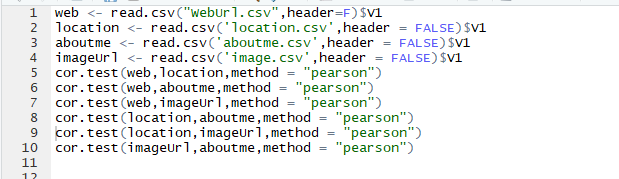 1 web <- read.csv("WebUrl.csv",header=F)$V1
2 location <- read.csv('location.csv',header = FALSE)$V1
3 aboutme <- read.csv('aboutme.csv',header = FALSE)$V1
4 imageUrl <- read.csv('image.csv',header = FALSE)$V1
5 cor.test(web,location,method = "pearson")
6 cor.test(web,aboutme,method = "pearson")
7 cor.test(web,imageUrl,method = "pearson")
8 cor.test(location,aboutme,method = "pearson")
9 cor.test(location,imageUrl,method = "pearson")
10 cor.test(imageUrl,aboutme,method = "pearson")
11
12